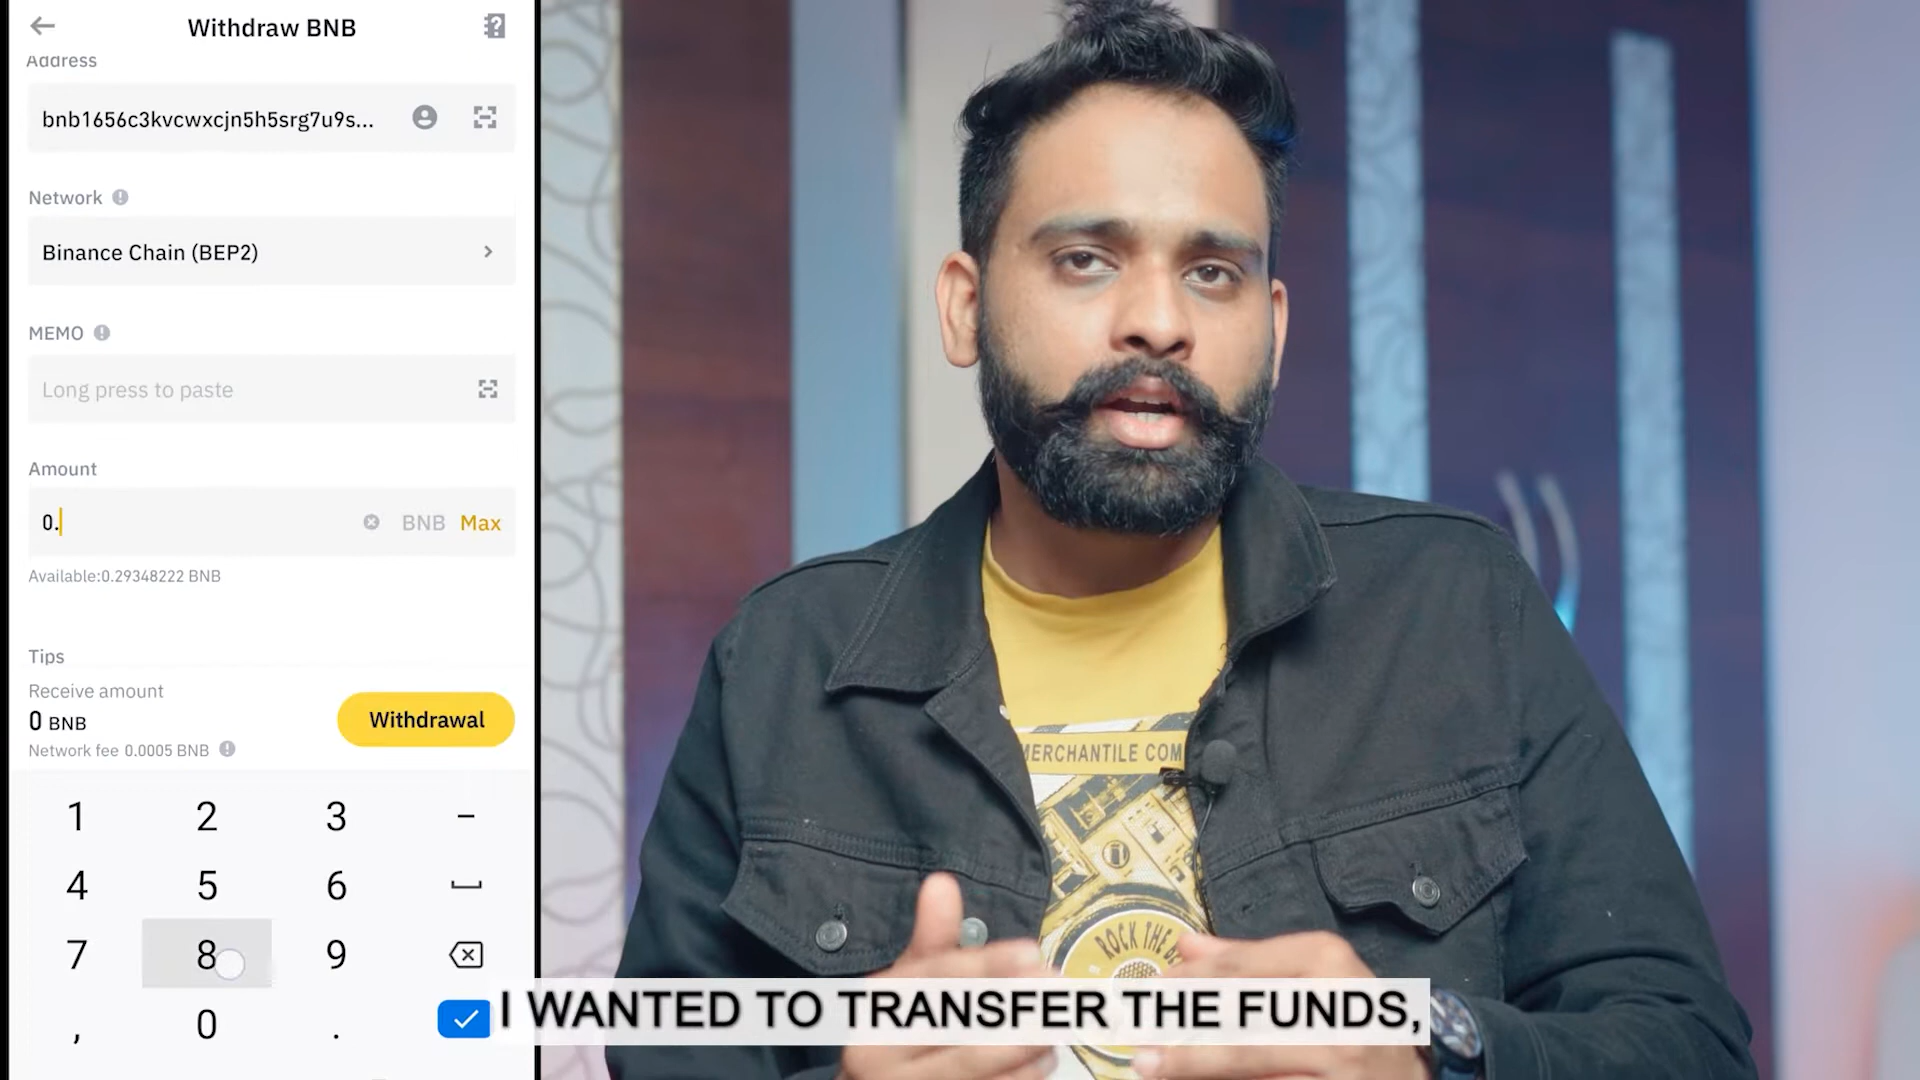 Withdraw BNB
Address
bnb1656c3kvcwxcjn5h5srg7u9s...
Network
Binance Chain (BEP2)
MEMO
Long press to paste
Amount
0.
BNB Max
Available:0.29348222 BNB
Tips
Receive amount
0 BNB
Withdrawal
Network fee 0.0005 BNB
1 2 3 -
4 5 6
7 8 9
, 0 .
MERCHANTILE COM
ROCK THE
I WANTED TO TRANSFER THE FUNDS,